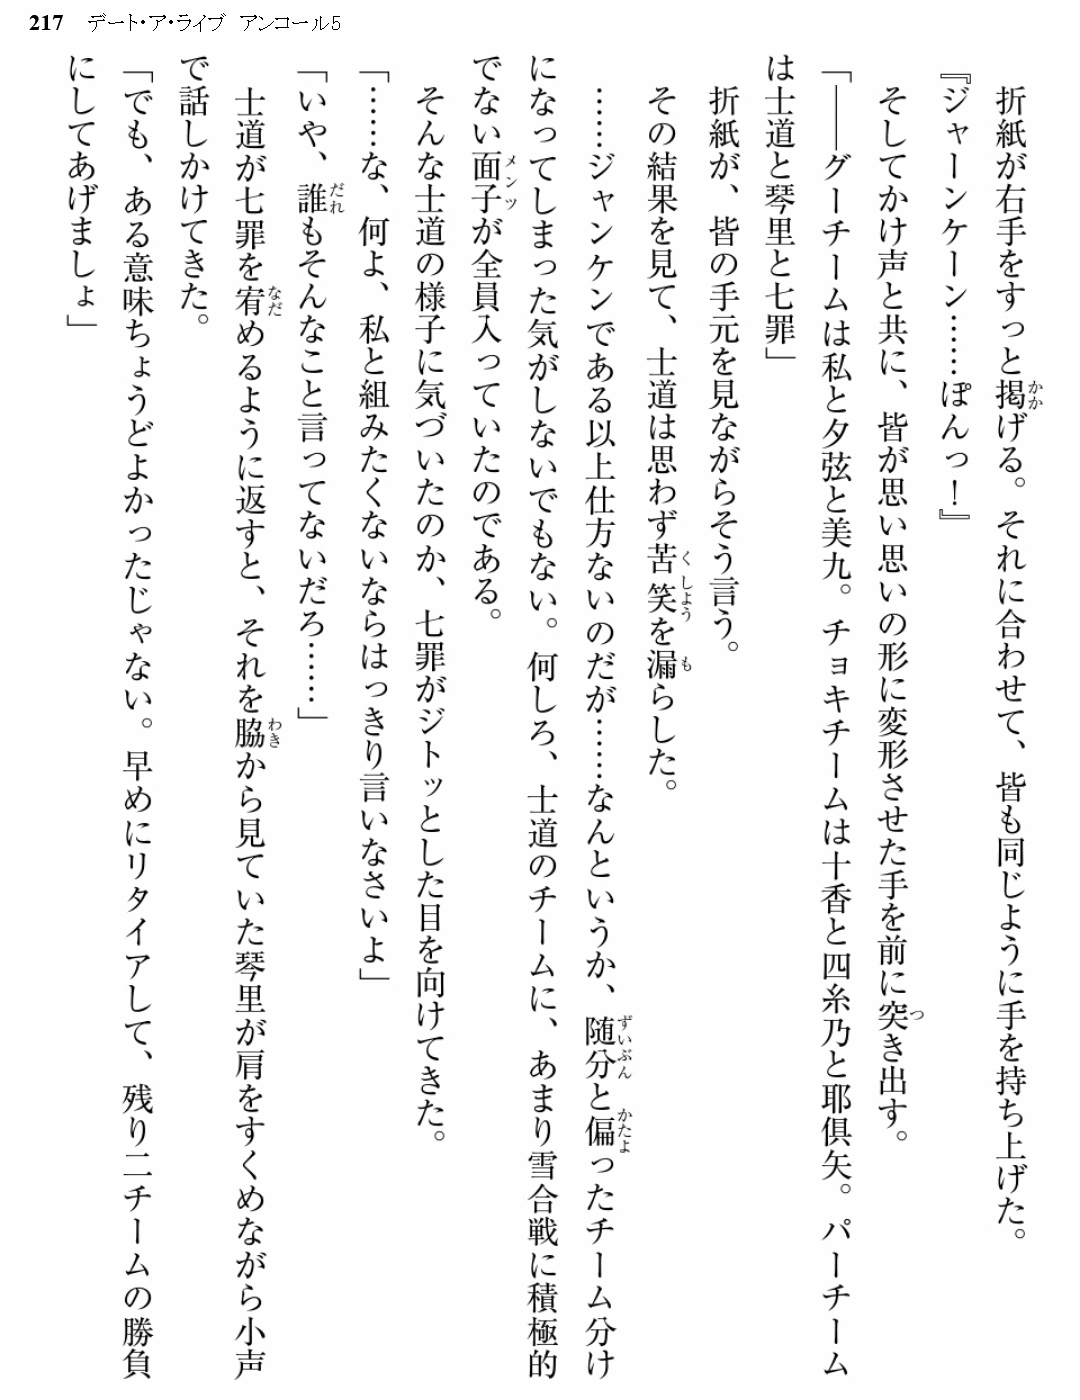 217 デート・ア・ライブ アンコール5
　折紙が右手をすっと掲げる。それに合わせて、皆も同じように手を持ち上げた。
『ジャーンケーン……ぽんっ！』
　そしてかけ声と共に、皆が思い思いの形に変形させた手を前に突き出す。
「――グーチームは私と夕弦と美九。チョキチームは十香と四糸乃と耶倶矢。パーチーム
は士道と琴里と七罪」
　折紙が、皆の手元を見ながらそう言う。
　その結果を見て、士道は思わず苦笑を漏らした。
　……ジャンケンである以上仕方ないのだが……なんというか、随分と偏ったチーム分け
になってしまった気がしないでもない。何しろ、士道のチームに、あまり雪合戦に積極的
でない面子が全員入っていたのである。
　そんな士道の様子に気づいたのか、七罪がジトッとした目を向けてきた。
「……な、何よ、私と組みたくないならはっきり言いなさいよ」
「いや、誰もそんなこと言ってないだろ……」
　士道が七罪を宥めるように返すと、それを脇から見ていた琴里が肩をすくめながら小声
で話しかけてきた。
「でも、ある意味ちょうどよかったじゃない。早めにリタイアして、残り二チームの勝負
にしてあげましょ」